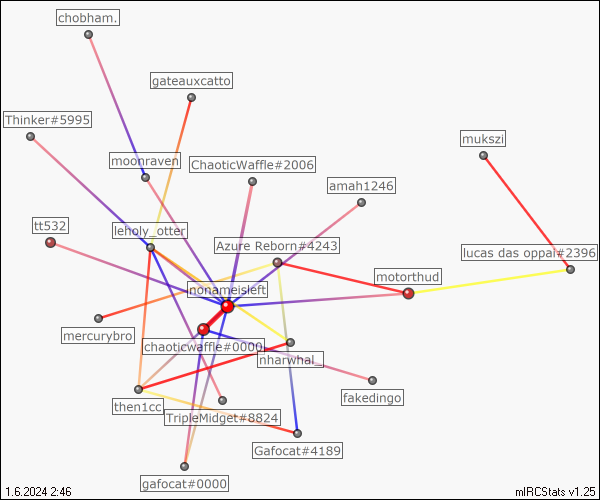 chobham.
gateauxcatto
Thinker#5995
mukszi
moonraven
ChaoticWaffle#2006
amah1246
tt532
leholy_otter
Azure Reborn#4243
lucas das oppai#2396
motorthud
nonameisleft
mercurybro
chaoticwaffle#0000
nharwhal_
fakedingo
then1cc
TripleMidget#8824
Gafocat#4189
gafocat#0000
1.6.2024 2:46
mIRCStats v1.25